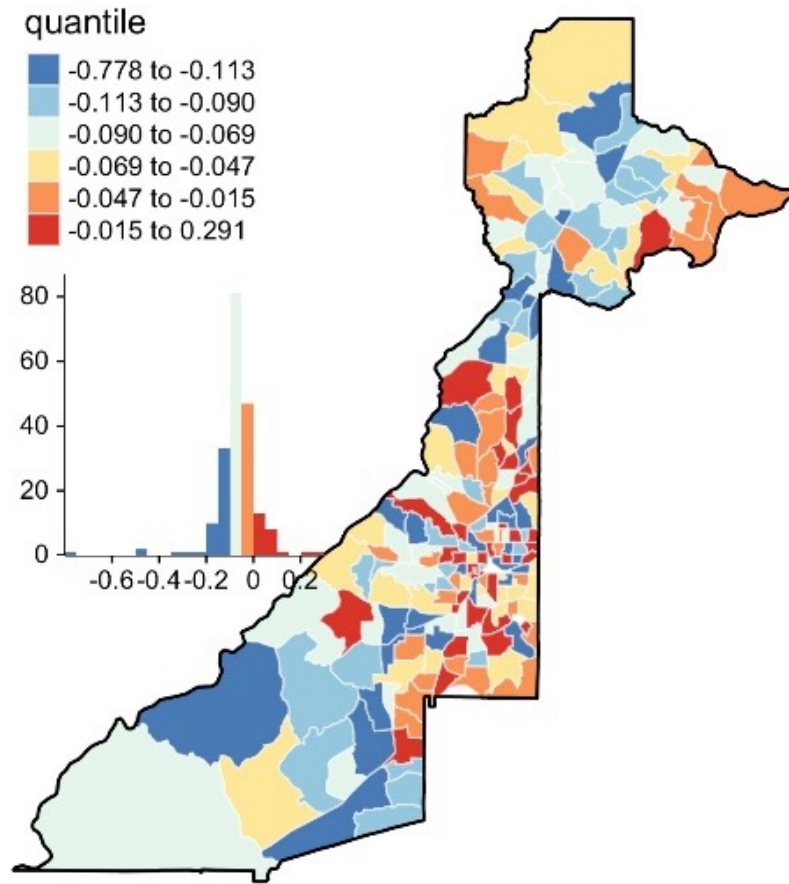 quantile
-0.778 to -0.113
-0.113 to -0.090
-0.090 to -0.069
-0.069 to -0.047
-0.047 to -0.015
-0.015 to 0.291
80
60
40
20
0
-0.6 -0.4 -0.2 0 0.2